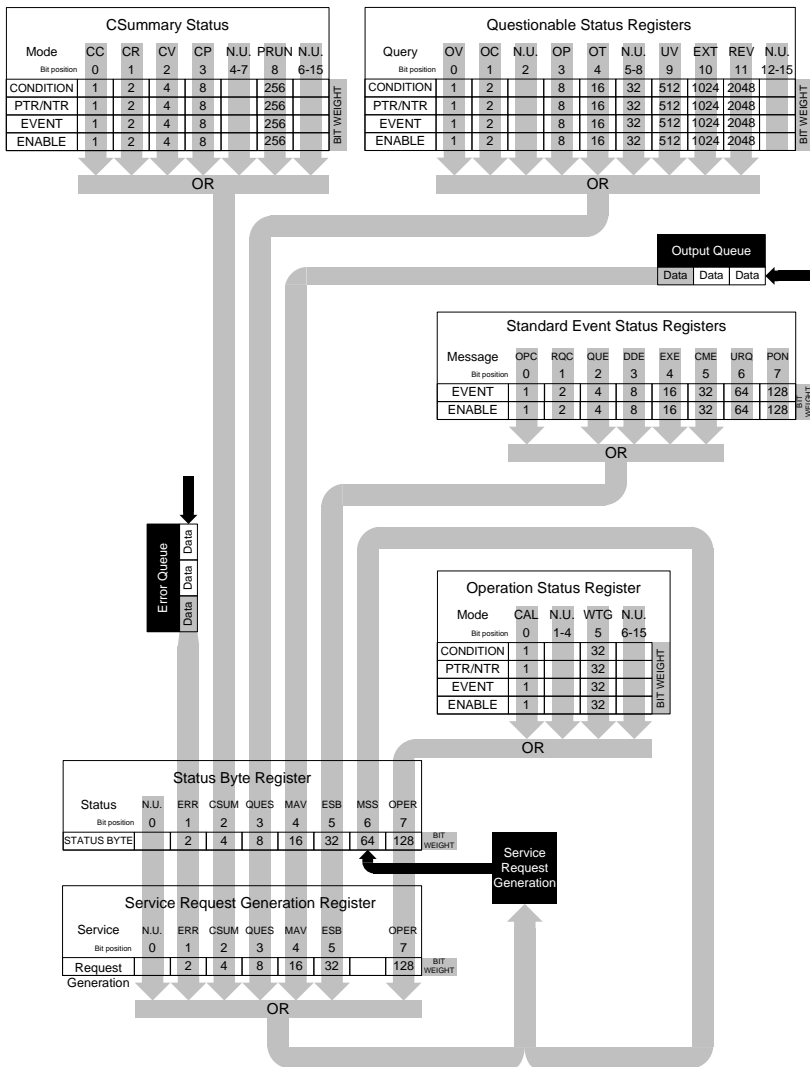 CSummary Status
Mode CC CR CV CP N.U. PRUN N.U.
Bit position 0 1 2 3 4-7 8 6-15
CONDITION 1 2 4 8 256
PTR/NTR 1 2 4 8 256
EVENT 1 2 4 8 256
ENABLE 1 2 4 8 256
BIT WEIGHT
OR
Questionable Status Registers
Query OV OC N.U. OP OT N.U. UV EXT REV N.U.
Bit position 0 1 2 3 4 5-8 9 10 11 12-15
CONDITION 1 2 8 16 32 512 1024 2048
PTR/NTR 1 2 8 16 32 512 1024 2048
EVENT 1 2 8 16 32 512 1024 2048
ENABLE 1 2 8 16 32 512 1024 2048
BIT WEIGHT
OR
Output Queue
Data Data Data
Standard Event Status Registers
Message OPC RQC QUE DDE EXE CME URQ PON
Bit position 0 1 2 3 4 5 6 7
EVENT 1 2 4 8 16 32 64 128
ENABLE 1 2 4 8 16 32 64 128
BIT
WEIGHT
OR
Error Queue
Data Data Data
Operation Status Register
Mode CAL N.U. WTG N.U.
Bit position 0 1-4 5 6-15
CONDITION 1 32
PTR/NTR 1 32
EVENT 1 32
ENABLE 1 32
BIT WEIGHT
OR
Status Byte Register
Status N.U. ERR CSUM QUES MAV ESB MSS OPER
Bit position 0 1 2 3 4 5 6 7
STATUS BYTE 2 4 8 16 32 64 128
BIT
WEIGHT
Service
Request
Generation
Service Request Generation Register
Service N.U. ERR CSUM QUES MAV ESB OPER
Bit position 0 1 2 3 4 5 7
Request 2 4 8 16 32 128
Generation
BIT
WEIGHT
OR